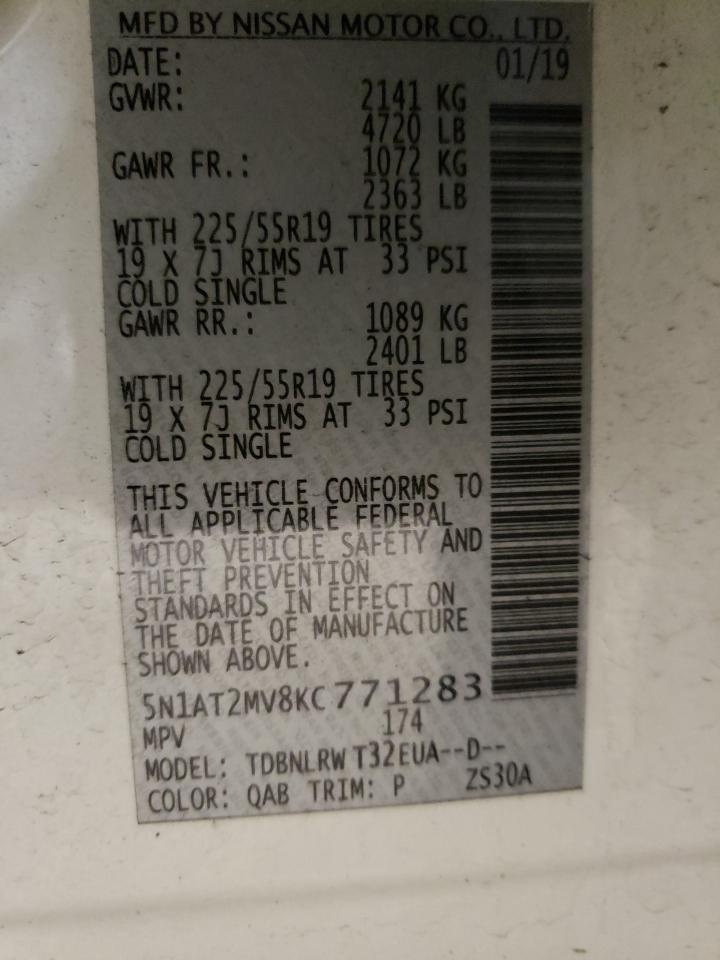 MFD BY NISSAN MOTOR CO., LTD.
DATE: 01/19
GVWR: 2141 KG
4720 LB
GAWR FR.: 1072 KG
2363 LB
WITH 225/55R19 TIRES
19 X 7J RIMS AT 33 PSI
COLD SINGLE
GAWR RR.: 1089 KG
2401 LB
WITH 225/55R19 TIRES
19 X 7J RIMS AT 33 PSI
COLD SINGLE
THIS VEHICLE CONFORMS TO
ALL APPLICABLE FEDERAL
MOTOR VEHICLE SAFETY AND
THEFT PREVENTION
STANDARDS IN EFFECT ON
THE DATE OF MANUFACTURE
SHOWN ABOVE.
5N1AT2MV8KC771283
MPV 174
MODEL: TDBNLRW T32EUA--D--
COLOR: QAB TRIM: P ZS30A